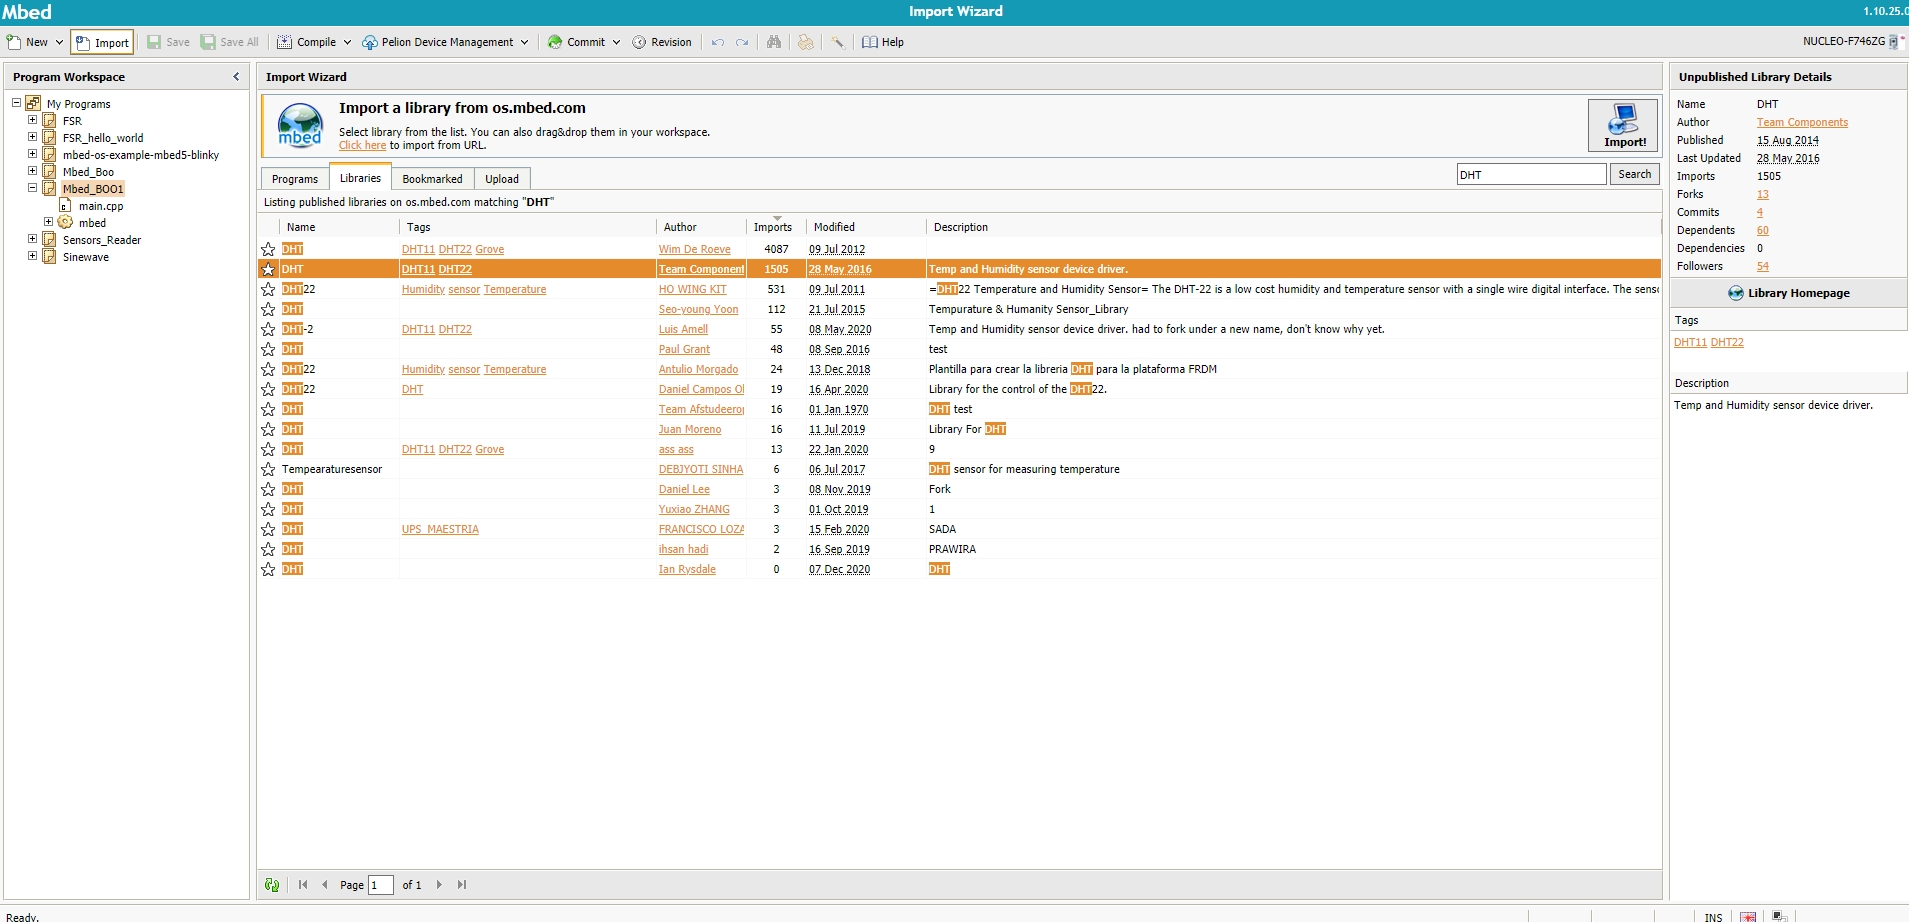 Mbed Import Wizard 1.10.25.0
New Import Save Save All Compile Pelion Device Management Commit Revision Help NUCLEO-F746ZG
Program Workspace
My Programs
FSR
FSR_hello_world
mbed-os-example-mbed5-blinky
Mbed_Boo
Mbed_BOO1
main.cpp
mbed
Sensors_Reader
Sinewave
Import Wizard
mbed
Import a library from os.mbed.com
Select library from the list. You can also drag&drop them in your workspace.
Click here to import from URL.
Import!
Programs Libraries Bookmarked Upload DHT Search
Listing published libraries on os.mbed.com matching "DHT"
Name Tags Author Imports Modified Description
DHT DHT11 DHT22 Grove Wim De Roeve 4087 09 Jul 2012
DHT DHT11 DHT22 Team Component 1505 28 May 2016 Temp and Humidity sensor device driver.
DHT22 Humidity sensor Temperature HO WING KIT 531 09 Jul 2011 =DHT22 Temperature and Humidity Sensor= The DHT-22 is a low cost humidity and temperature sensor with a single wire digital interface. The senso
DHT Seo-young Yoon 112 21 Jul 2015 Tempurature & Humanity Sensor_Library
DHT-2 DHT11 DHT22 Luis Amell 55 08 May 2020 Temp and Humidity sensor device driver. had to fork under a new name, don't know why yet.
DHT Paul Grant 48 08 Sep 2016 test
DHT22 Humidity sensor Temperature Antulio Morgado 24 13 Dec 2018 Plantilla para crear la libreria DHT para la plataforma FRDM
DHT22 DHT Daniel Campos Ol 19 16 Apr 2020 Library for the control of the DHT22.
DHT Team Afstudeerop 16 01 Jan 1970 DHT test
DHT Juan Moreno 16 11 Jul 2019 Library For DHT
DHT DHT11 DHT22 Grove ass ass 13 22 Jan 2020 9
Tempearaturesensor DEBJYOTI SINHA 6 06 Jul 2017 DHT sensor for measuring temperature
DHT Daniel Lee 3 08 Nov 2019 Fork
DHT Yuxiao ZHANG 3 01 Oct 2019 1
DHT UPS_MAESTRIA FRANCISCO LOZA 3 15 Feb 2020 SADA
DHT ihsan hadi 2 16 Sep 2019 PRAWIRA
DHT Ian Rysdale 0 07 Dec 2020 DHT
Page 1 of 1
Unpublished Library Details
Name DHT
Author Team Components
Published 15 Aug 2014
Last Updated 28 May 2016
Imports 1505
Forks 13
Commits 4
Dependents 60
Dependencies 0
Followers 54
Library Homepage
Tags
DHT11 DHT22
Description
Temp and Humidity sensor device driver.
Ready. INS